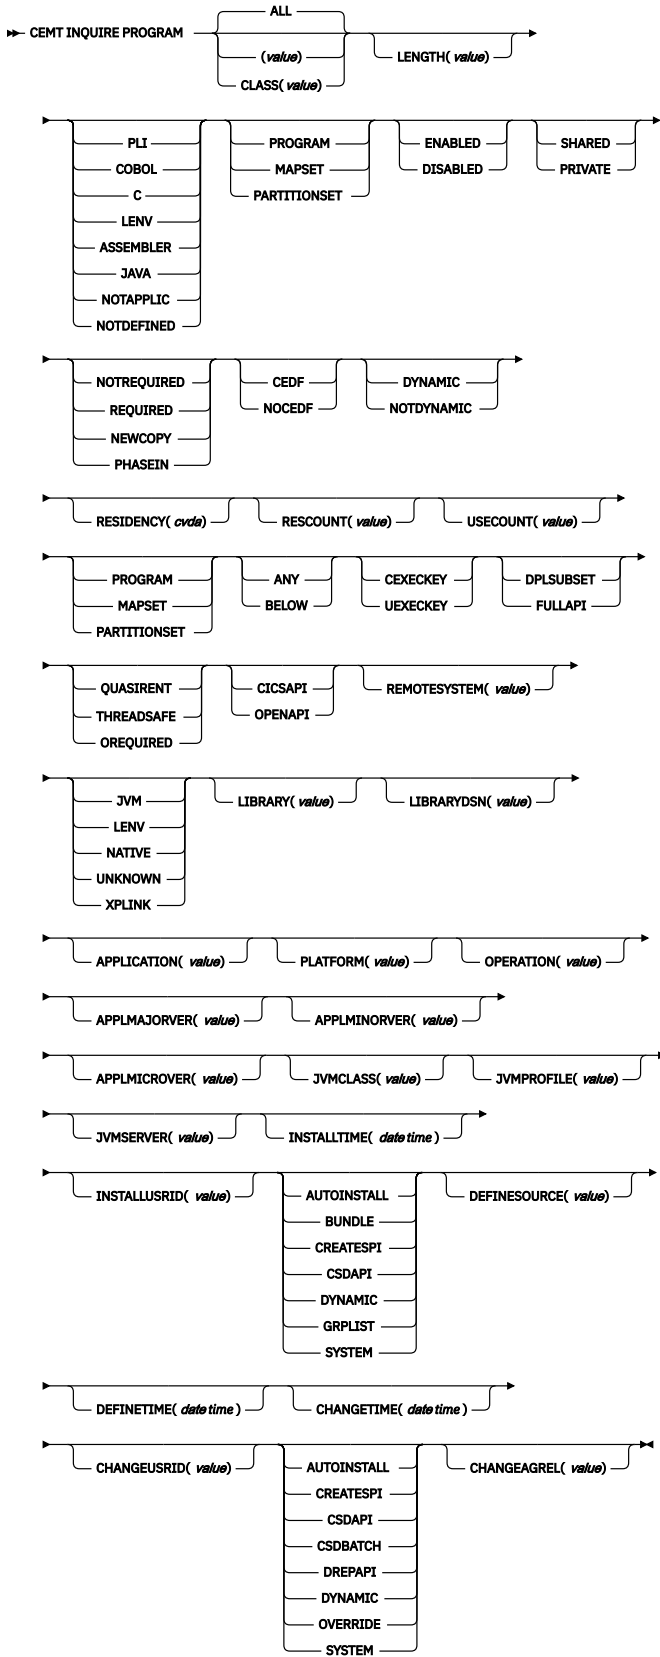 ALL
CEMT INQUIRE PROGRAM
(value) LENGTH(value)
CLASS(value)
PLI PROGRAM ENABLED SHARED
COBOL MAPSET DISABLED PRIVATE
C PARTITIONSET
LENV
ASSEMBLER
JAVA
NOTAPPLIC
NOTDEFINED
NOTREQUIRED CEDF DYNAMIC
REQUIRED NOCEDF NOTDYNAMIC
NEWCOPY
PHASEIN
RESIDENCY(cvda) RESCOUNT(value) USECOUNT(value)
PROGRAM ANY CEXECKEY DPLSUBSET
MAPSET BELOW UEXECKEY FULLAPI
PARTITIONSET
QUASIRENT CICSAPI REMOTESYSTEM( value)
THREADSAFE OPENAPI
OREQUIRED
JVM LIBRARY(value) LIBRARYDSN(value)
LENV
NATIVE
UNKNOWN
XPLINK
APPLICATION( value) PLATFORM( value) OPERATION( value)
APPLMAJORVER( value) APPLMINORVER( value)
APPLMICROVER( value) JVMCLASS(value) JVMPROFILE( value)
JVMSERVER( value) INSTALLTIME( date time )
INSTALLUSRID( value) AUTOINSTALL DEFINESOURCE( value)
BUNDLE
CREATESPI
CSDAPI
DYNAMIC
GRPLIST
SYSTEM
DEFINETIME( date time ) CHANGETIME( date time )
CHANGEUSRID( value) AUTOINSTALL CHANGEAGREL( value)
CREATESPI
CSDAPI
CSDBATCH
DREPAPI
DYNAMIC
OVERRIDE
SYSTEM